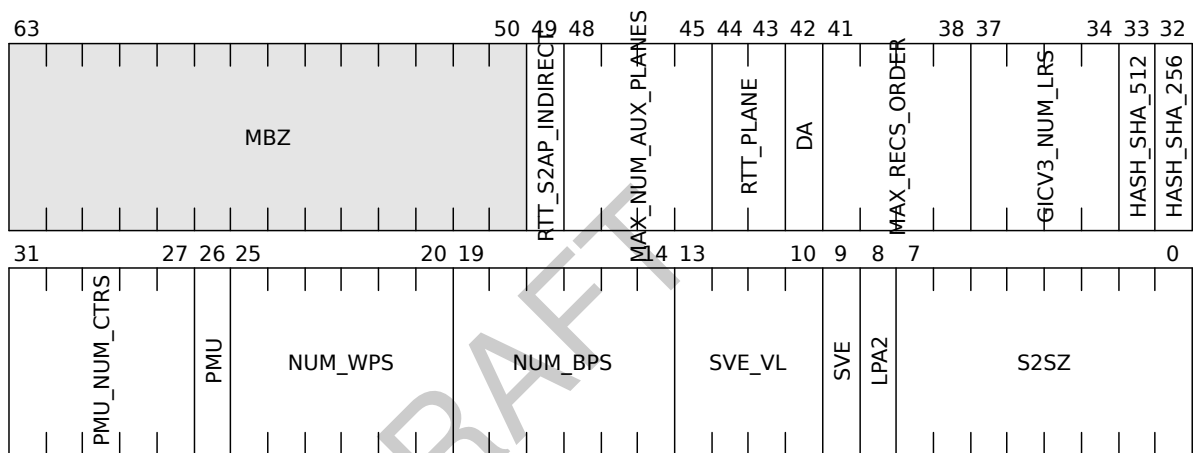 63 50 49 48 45 44 43 42 41 38 37 34 33 32
MBZ RTT_S2AP_INDIRECT MAX_NUM_AUX_PLANES RTT_PLANE DA MAX_RECS_ORDER GICV3_NUM_LRS HASH_SHA_512 HASH_SHA_256
31 27 26 25 20 19 14 13 10 9 8 7 0
PMU_NUM_CTRS PMU NUM_WPS NUM_BPS SVE_VL SVE LPA2 S2SZ
RAFT